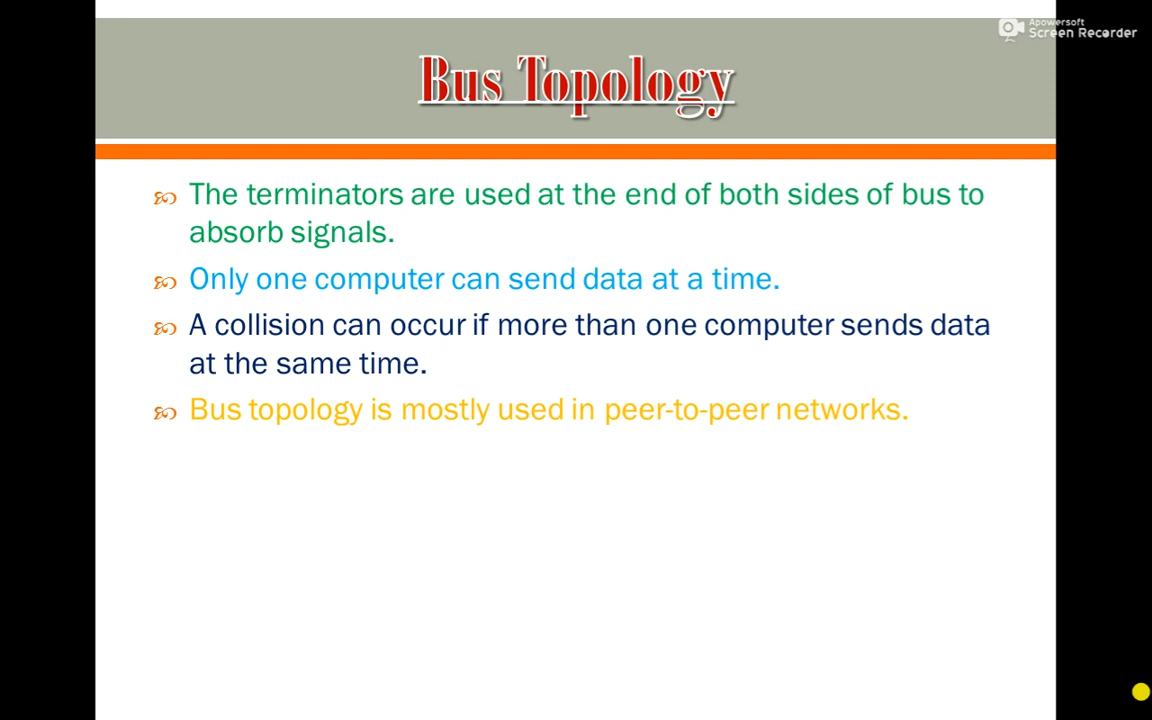 Apowersoft
Screen Recorder
Bus Topology
The terminators are used at the end of both sides of bus to
absorb signals.
Only one computer can send data at a time.
A collision can occur if more than one computer sends data
at the same time.
Bus topology is mostly used in peer-to-peer networks.